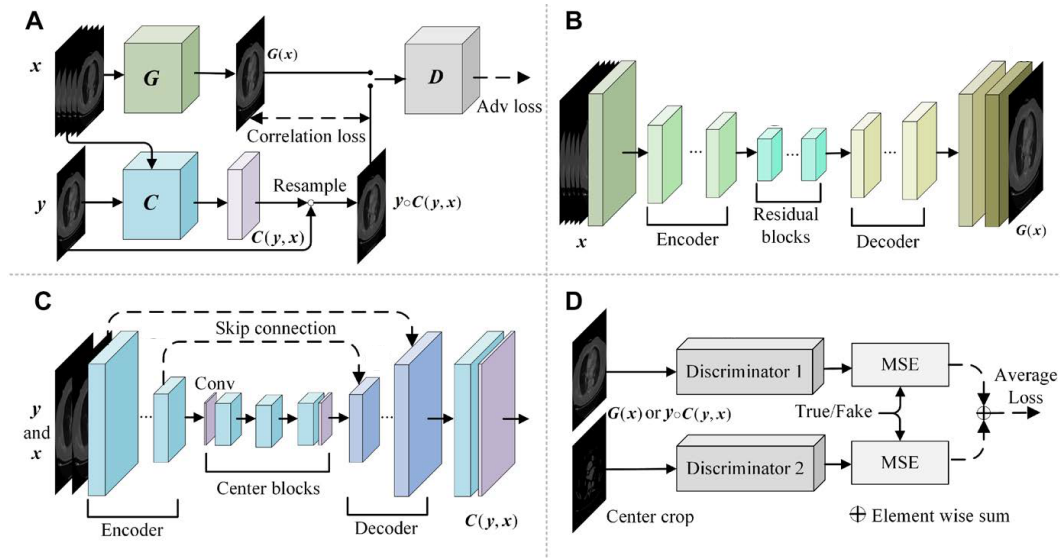 A
x
G
G(x)
D
Adv loss
Correlation loss
y
C
Resample
C(y, x)
y∘C(y, x)
B
...
...
...
x
Encoder
Residual
blocks
Decoder
G(x)
C
Skip connection
Conv
y
and
x
...
...
Center blocks
Encoder
Decoder
C(y, x)
D
Discriminator 1
MSE
Average
Loss
G(x) or y∘C(y, x)
True/Fake
Discriminator 2
MSE
Center crop
⊕ Element wise sum